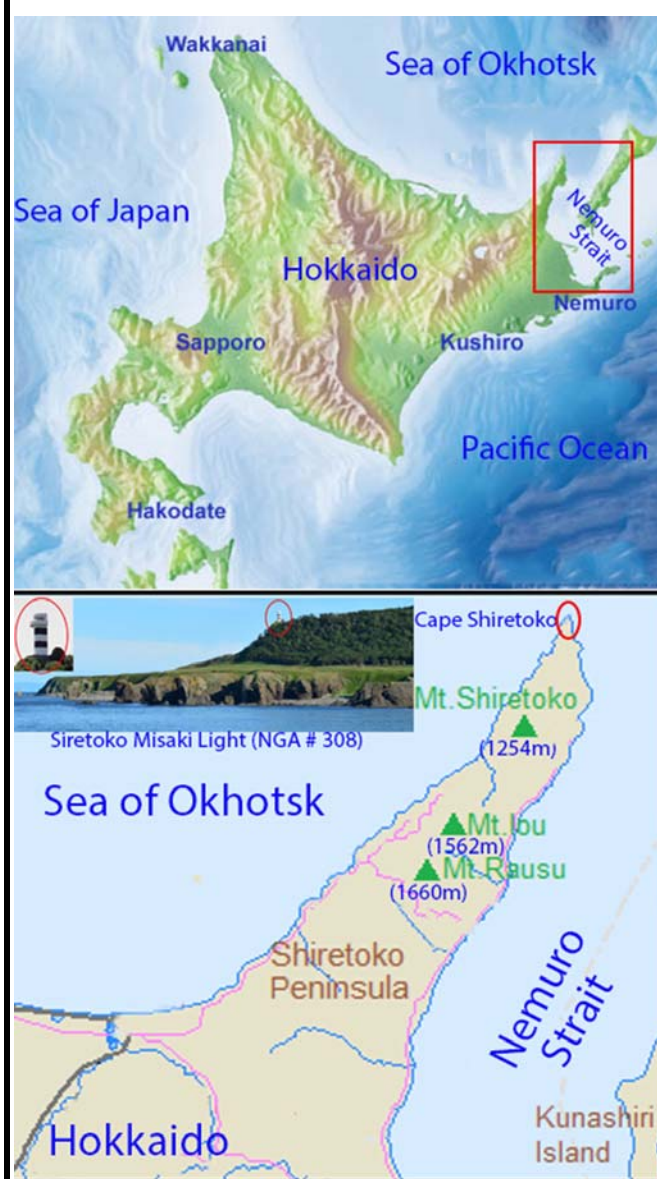 Wakkanai
Sea of Okhotsk
Sea of Japan
Nemuro
Strait
Hokkaido
Nemuro
Sapporo
Kushiro
Pacific Ocean
Hakodate
Cape Shiretoko
Mt.Shiretoko
(1254m)
Siretoko Misaki Light (NGA # 308)
Sea of Okhotsk
Mt.Iou
(1562m)
Mt.Rausu
(1660m)
Shiretoko
Peninsula
Nemuro
Strait
Kunashiri
Island
Hokkaido